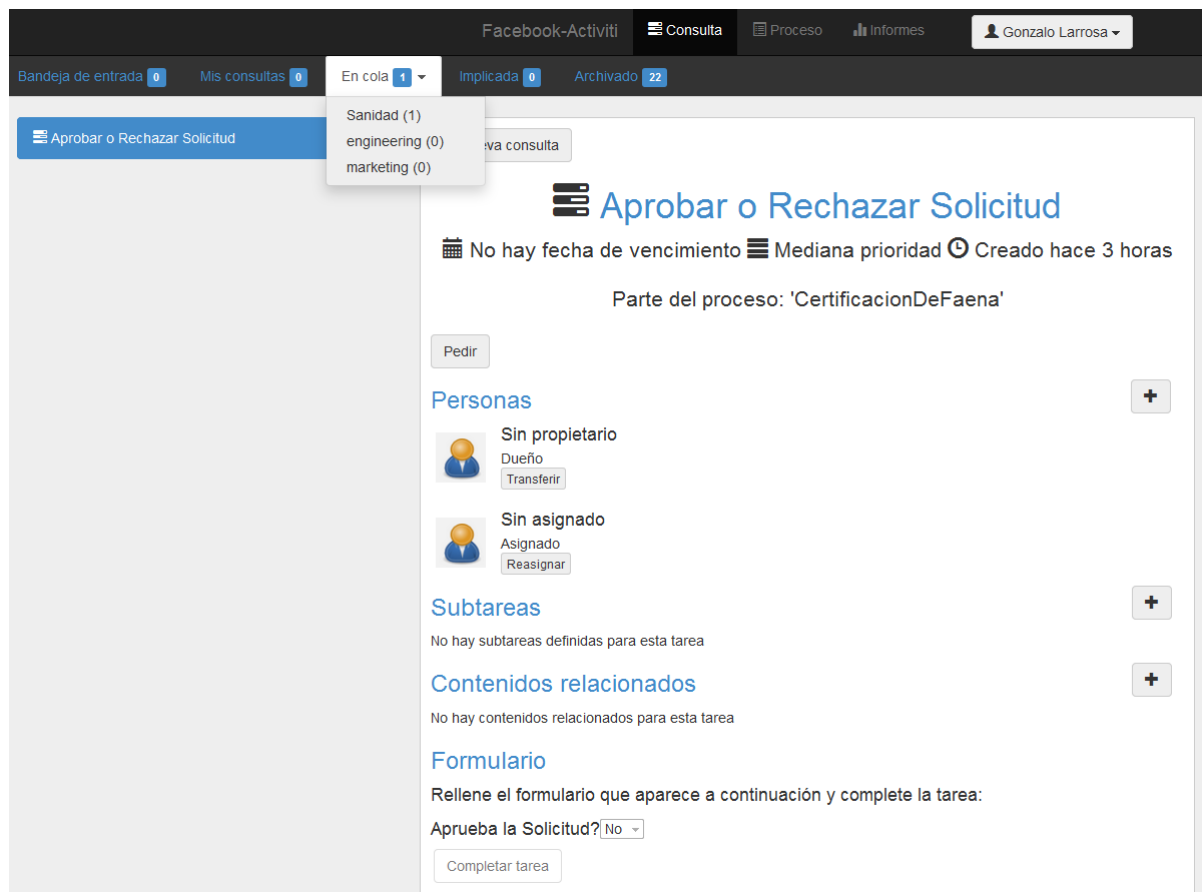 Facebook-Activiti Consulta Proceso Informes Gonzalo Larrosa
Bandeja de entrada 0 Mis consultas 0 En cola 1 Implicada 0 Archivado 22
Sanidad (1)
engineering (0)
marketing (0)
Aprobar o Rechazar Solicitud
eva consulta
Aprobar o Rechazar Solicitud
No hay fecha de vencimiento Mediana prioridad Creado hace 3 horas
Parte del proceso: 'CertificacionDeFaena'
Pedir
Personas
Sin propietario
Dueño
Transferir
Sin asignado
Asignado
Reasignar
Subtareas
No hay subtareas definidas para esta tarea
Contenidos relacionados
No hay contenidos relacionados para esta tarea
Formulario
Rellene el formulario que aparece a continuación y complete la tarea:
Aprueba la Solicitud? No
Completar tarea